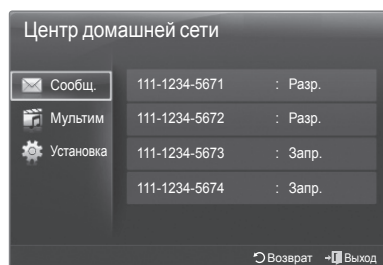 Центр домашней сети
Сообщ.
Мультим
Установка
111-1234-5671 : Разр.
111-1234-5672 : Разр.
111-1234-5673 : Запр.
111-1234-5674 : Запр.
Возврат Выход